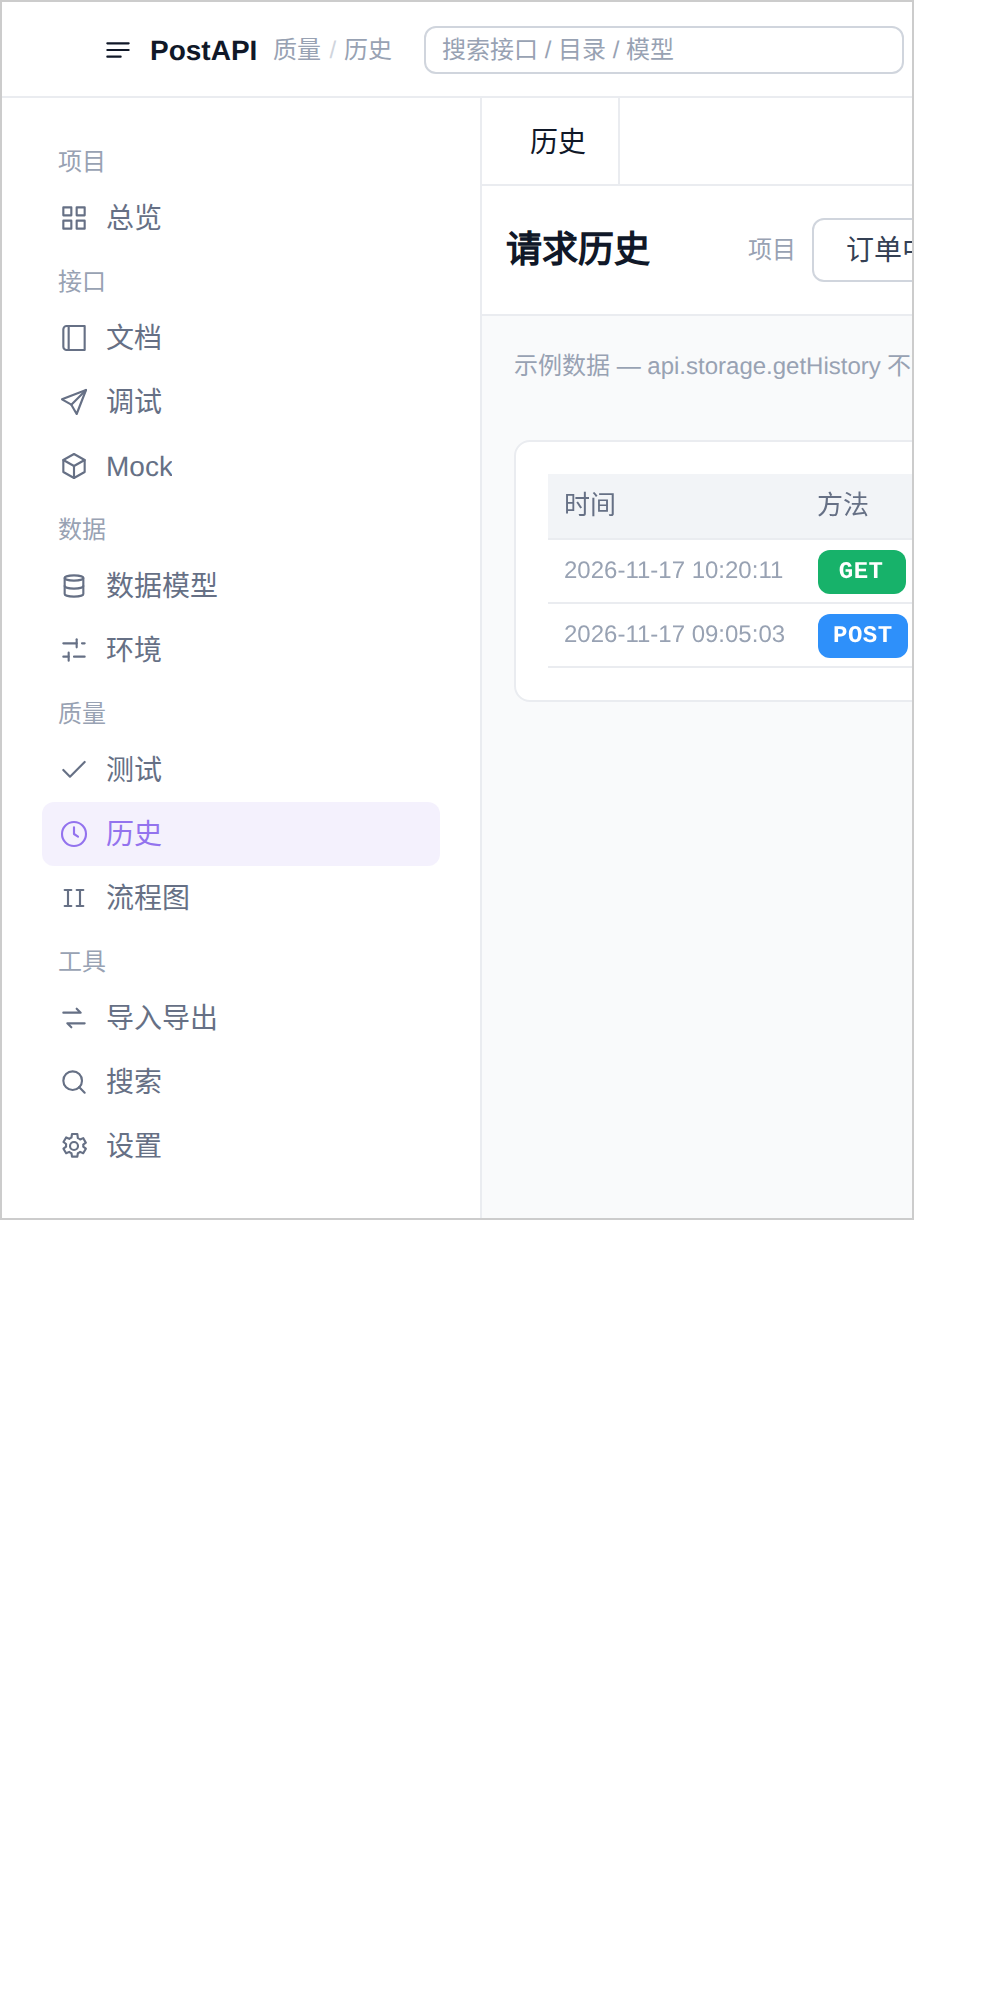 PostAPI 质量 / 历史 搜索接口 / 目录 / 模型
项目
总览
接口
文档
调试
Mock
数据
数据模型
环境
质量
测试
历史
流程图
工具
导入导出
搜索
设置
历史
请求历史 项目 订单
示例数据 — api.storage.getHistory 不
时间 方法
2026-11-17 10:20:11 GET
2026-11-17 09:05:03 POST